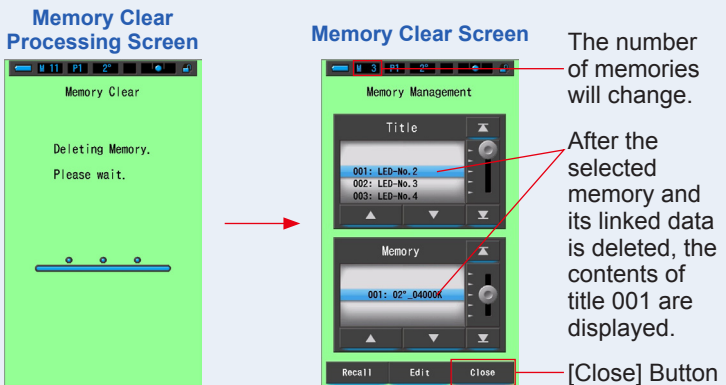 Memory Clear
Processing Screen
M 11 P1 2°
Memory Clear
Deleting Memory.
Please wait.
Memory Clear Screen
M 3 P1 2°
Memory Management
Title
001: LED-No.2
002: LED-No.3
003: LED-No.4
Memory
001: 02°_04000K
Recall Edit Close
The number
of memories
will change.
After the
selected
memory and
its linked data
is deleted, the
contents of
title 001 are
displayed.
[Close] Button